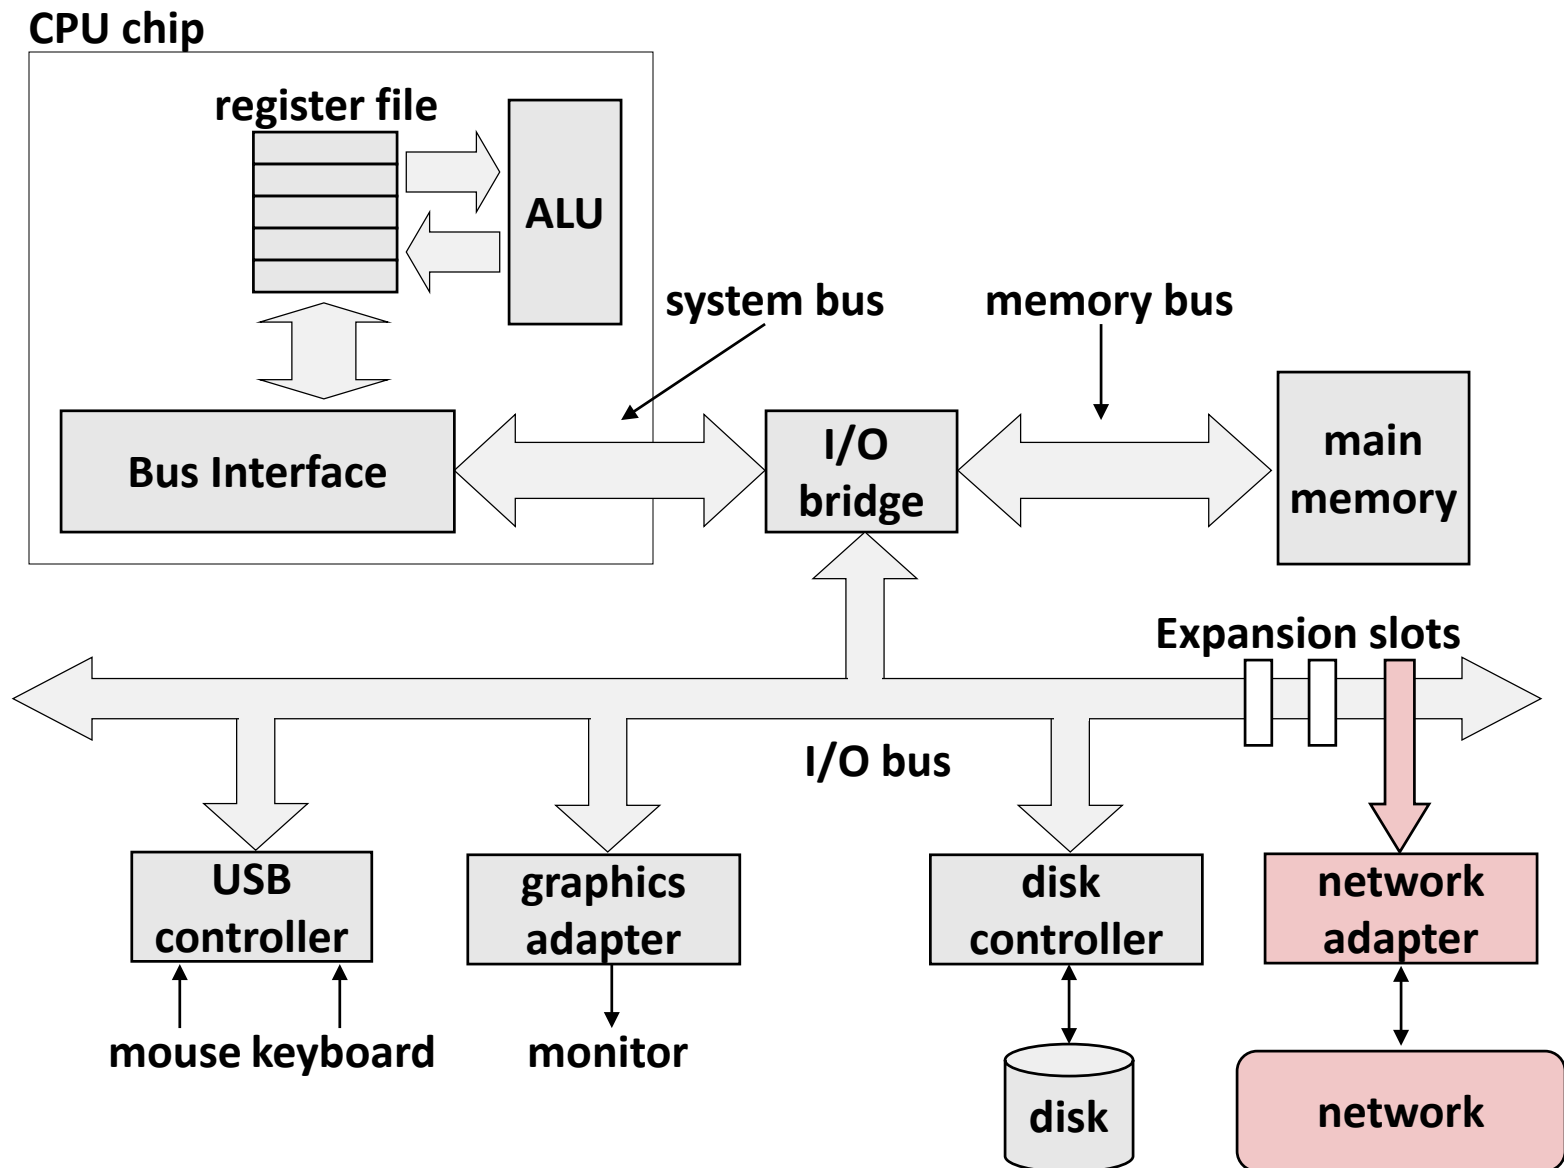 CPU chip
register file
ALU
system bus
memory bus
Bus Interface
I/O
bridge
main
memory
Expansion slots
I/O bus
USB
controller
graphics
adapter
disk
controller
network
adapter
mouse keyboard
monitor
disk
network